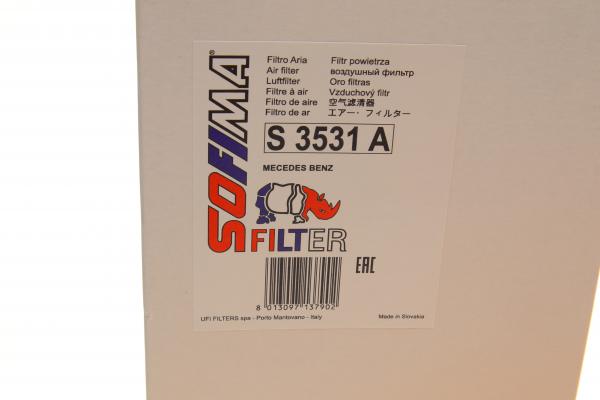 SOFIMA®
Filtro Aria
Air filter
Luftfilter
Filtre à air
Filtro de aire
Filtro de ar
Filtr powietrza
воздушный фильтр
Oro filtras
Vzduchový filtr
空气滤清器
エアー・フィルター
S 3531 A
MECEDES BENZ
FILTER
EAC
8 013097 137902
UFI FILTERS spa - Porto Mantovano - Italy
Made in Slovakia